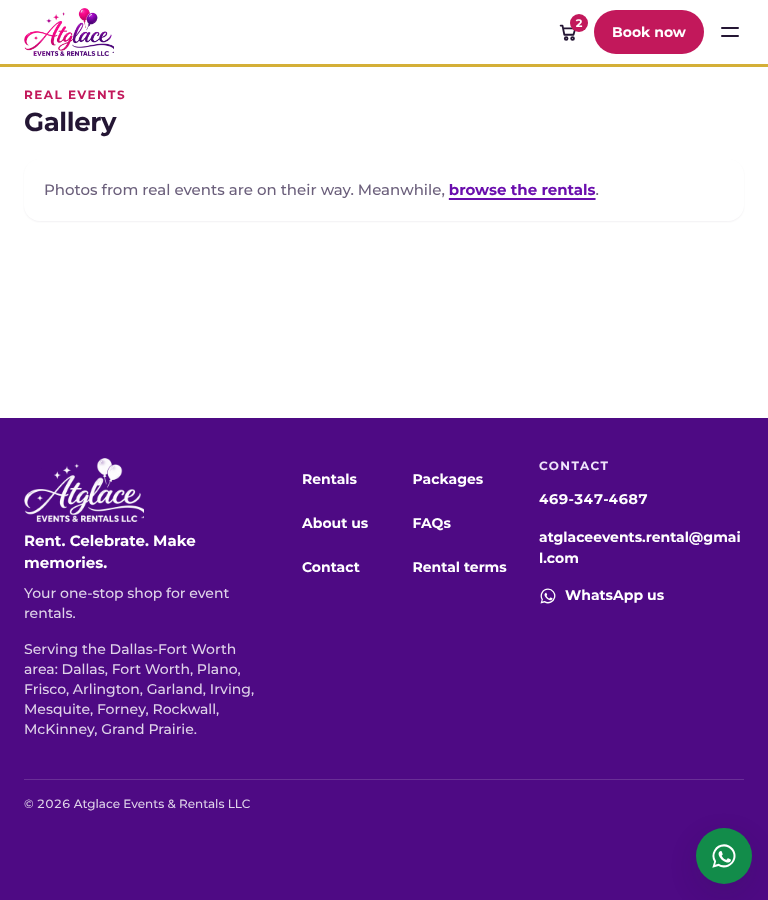 Atglace
EVENTS & RENTALS LLC
2
Book now
REAL EVENTS
Gallery
Photos from real events are on their way. Meanwhile, browse the rentals.
Atglace
EVENTS & RENTALS LLC
Rent. Celebrate. Make
memories.
Your one-stop shop for event
rentals.
Serving the Dallas-Fort Worth
area: Dallas, Fort Worth, Plano,
Frisco, Arlington, Garland, Irving,
Mesquite, Forney, Rockwall,
McKinney, Grand Prairie.
Rentals
Packages
About us
FAQs
Contact
Rental terms
CONTACT
469-347-4687
atglaceevents.rental@gmai
l.com
WhatsApp us
© 2026 Atglace Events & Rentals LLC